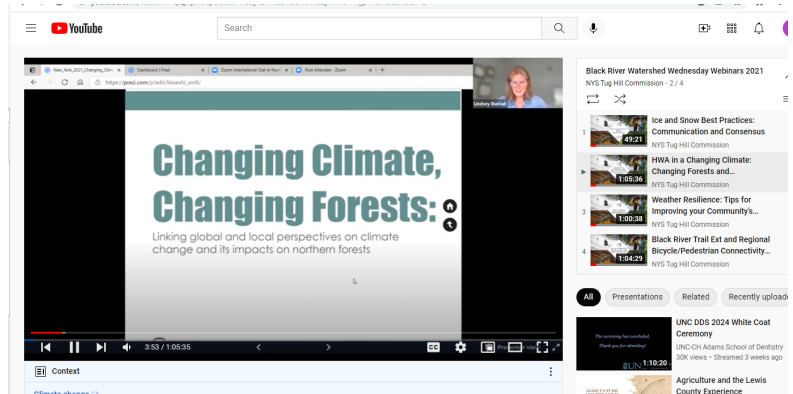 YouTube
Search
New_York_2021_Changing_Clim
Dashboard | Prezi
Zoom International Dial-in Num
Post Attendee - Zoom
https://prezi.com/p/edit/
Lindsey Rustad
Changing Climate,
Changing Forests:
Linking global and local perspectives on climate
change and its impacts on northern forests
3:53 / 1:05:35
CC
Presenter view
Context
Climate change
Black River Watershed Wednesday Webinars 2021
NYS Tug Hill Commission - 2 / 4
1
49:21
Ice and Snow Best Practices:
Communication and Consensus
NYS Tug Hill Commission
1:05:36
HWA in a Changing Climate:
Changing Forests and...
NYS Tug Hill Commission
3
1:00:38
Weather Resilience: Tips for
Improving your Community's...
NYS Tug Hill Commission
4
1:04:29
Black River Trail Ext and Regional
Bicycle/Pedestrian Connectivity...
NYS Tug Hill Commission
All
Presentations
Related
Recently uploade
The ceremony has concluded.
Thank you for attending!
UN
1:10:20
UNC DDS 2024 White Coat
Ceremony
UNC-CH Adams School of Dentistry
30K views • Streamed 3 weeks ago
Agriculture and the Lewis
County Experience